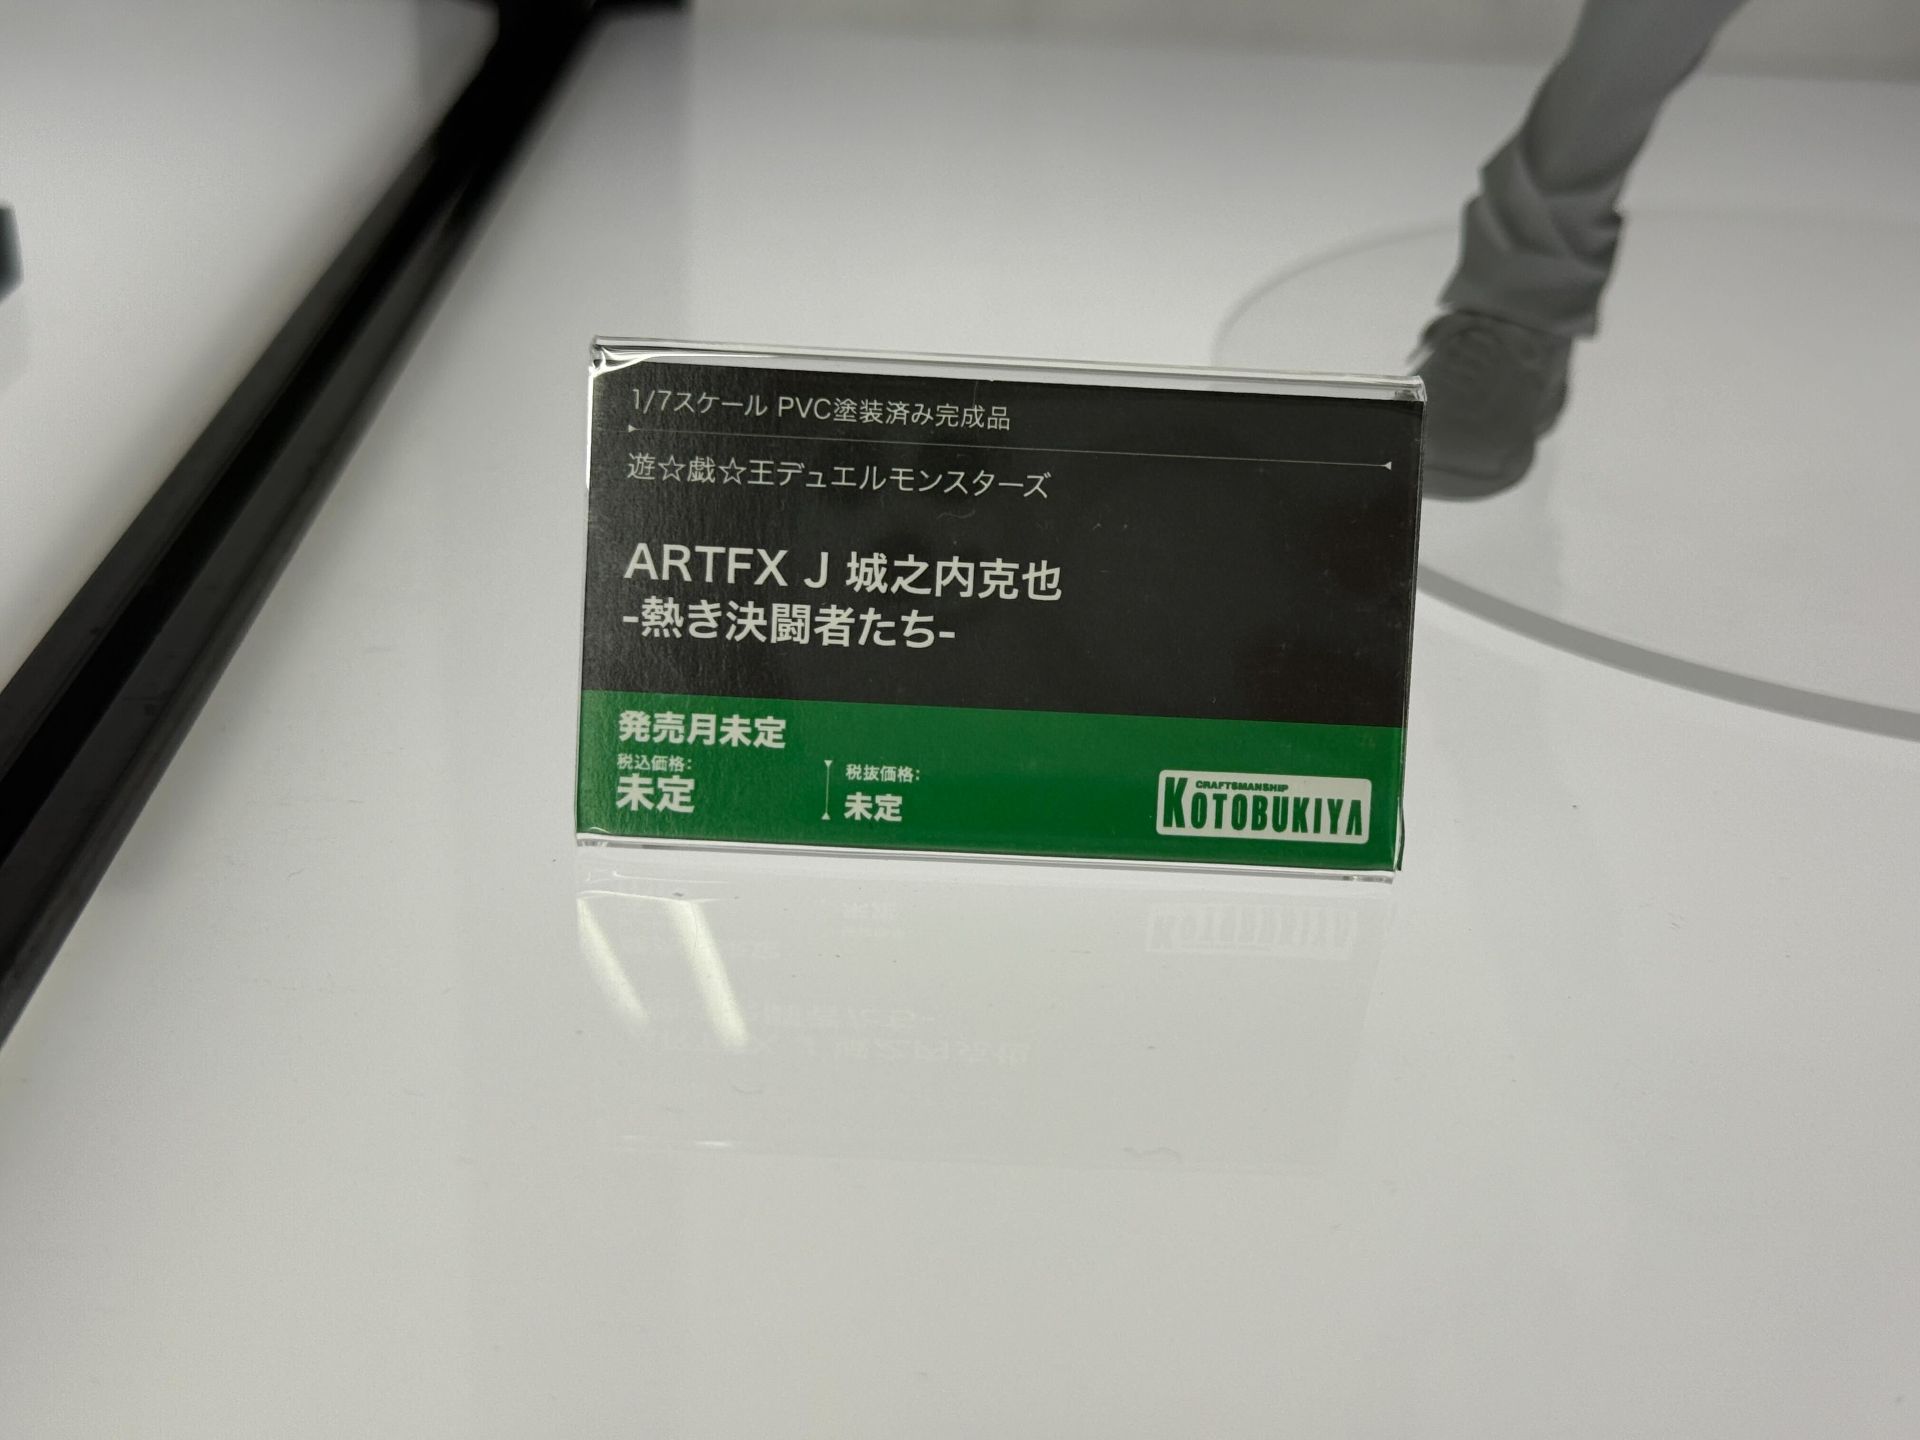 1/7スケール PVC塗装済み完成品
遊☆戯☆王デュエルモンスターズ
ARTFX J 城之内克也
-熱き決闘者たち-
発売月未定
税込価格:
未定
税抜価格:
未定
CRAFTSMANSHIP
KOTOBUKIYA